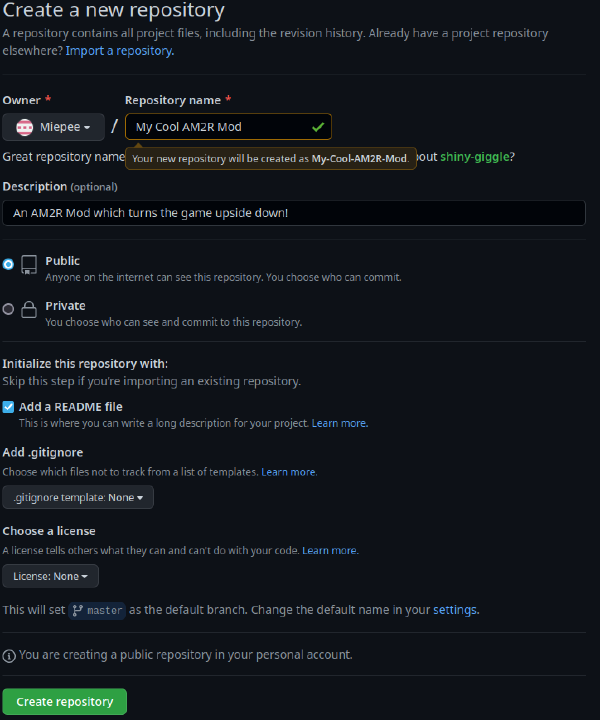 Create a new repository
A repository contains all project files, including the revision history. Already have a project repository
elsewhere? Import a repository.
Owner * Repository name *
Miepee / My Cool AM2R Mod
Great repository name
Your new repository will be created as My-Cool-AM2R-Mod.
out shiny-giggle?
Description (optional)
An AM2R Mod which turns the game upside down!
Public
Anyone on the internet can see this repository. You choose who can commit.
Private
You choose who can see and commit to this repository.
Initialize this repository with:
Skip this step if you're importing an existing repository.
Add a README file
This is where you can write a long description for your project. Learn more.
Add .gitignore
Choose which files not to track from a list of templates. Learn more.
.gitignore template: None
Choose a license
A license tells others what they can and can't do with your code. Learn more.
License: None
This will set master as the default branch. Change the default name in your settings.
You are creating a public repository in your personal account.
Create repository